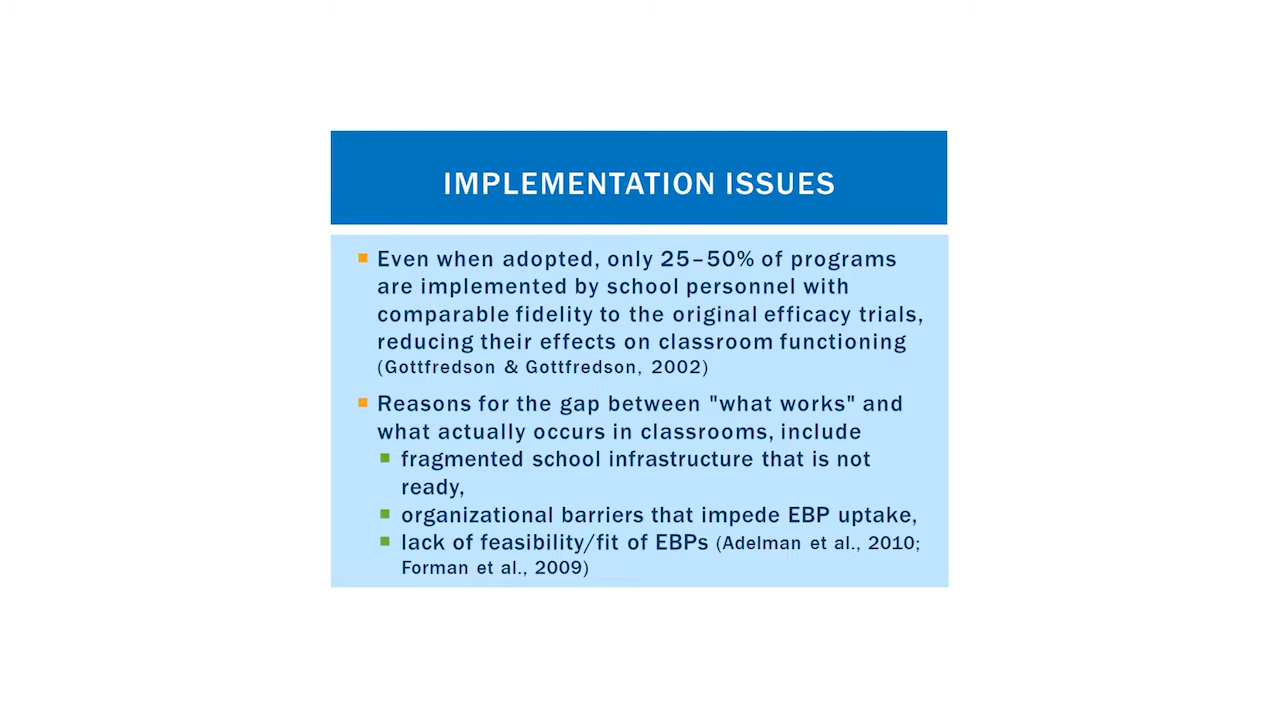 IMPLEMENTATION ISSUES
Even when adopted, only 25–50% of programs
are implemented by school personnel with
comparable fidelity to the original efficacy trials,
reducing their effects on classroom functioning
(Gottfredson & Gottfredson, 2002)
Reasons for the gap between "what works" and
what actually occurs in classrooms, include
fragmented school infrastructure that is not
ready,
organizational barriers that impede EBP uptake,
lack of feasibility/fit of EBPs (Adelman et al., 2010;
Forman et al., 2009)